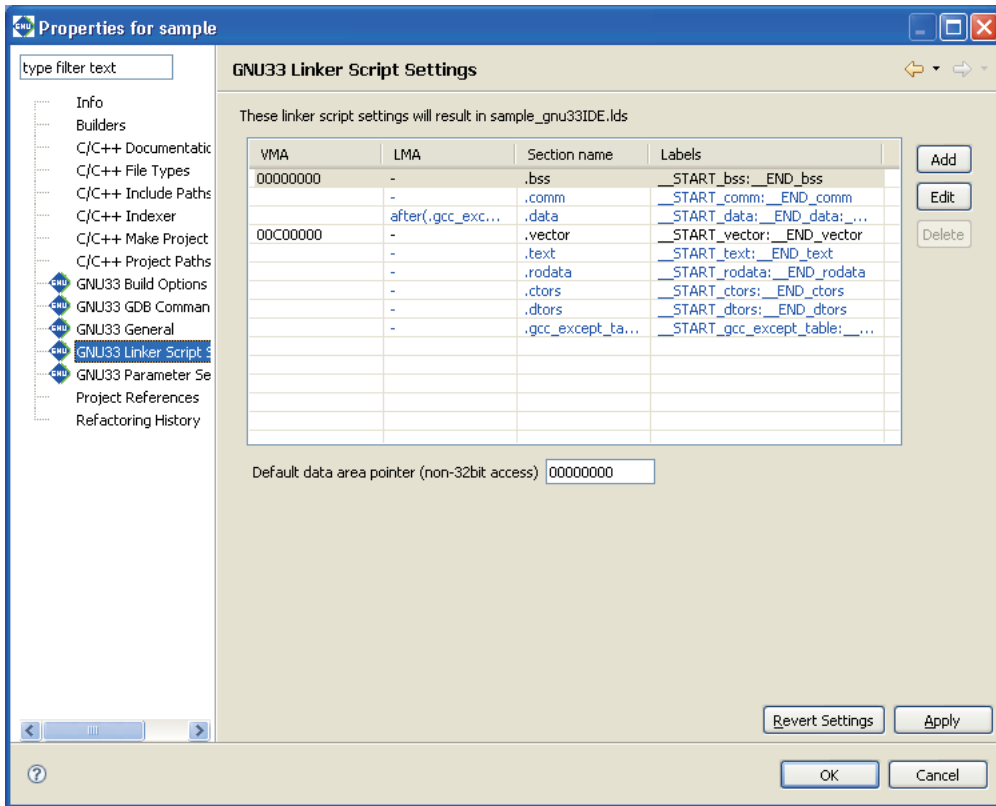 Properties for sample
type filter text
Info
Builders
C/C++ Documentatic
C/C++ File Types
C/C++ Include Paths
C/C++ Indexer
C/C++ Make Project
C/C++ Project Paths
GNU33 Build Options
GNU33 GDB Comman
GNU33 General
GNU33 Linker Script S
GNU33 Parameter Se
Project References
Refactoring History
GNU33 Linker Script Settings
These linker script settings will result in sample_gnu33IDE.lds
VMA LMA Section name Labels
00000000 - .bss __START_bss:__END_bss
- .comm __START_comm:__END_comm
after(.gcc_exc... .data __START_data:__END_data:_...
00C00000 - .vector __START_vector:__END_vector
- .text __START_text:__END_text
- .rodata __START_rodata:__END_rodata
- .ctors __START_ctors:__END_ctors
- .dtors __START_dtors:__END_dtors
- .gcc_except_ta... __START_gcc_except_table:__...
Add
Edit
Delete
Default data area pointer (non-32bit access) 00000000
Revert Settings Apply
? OK Cancel